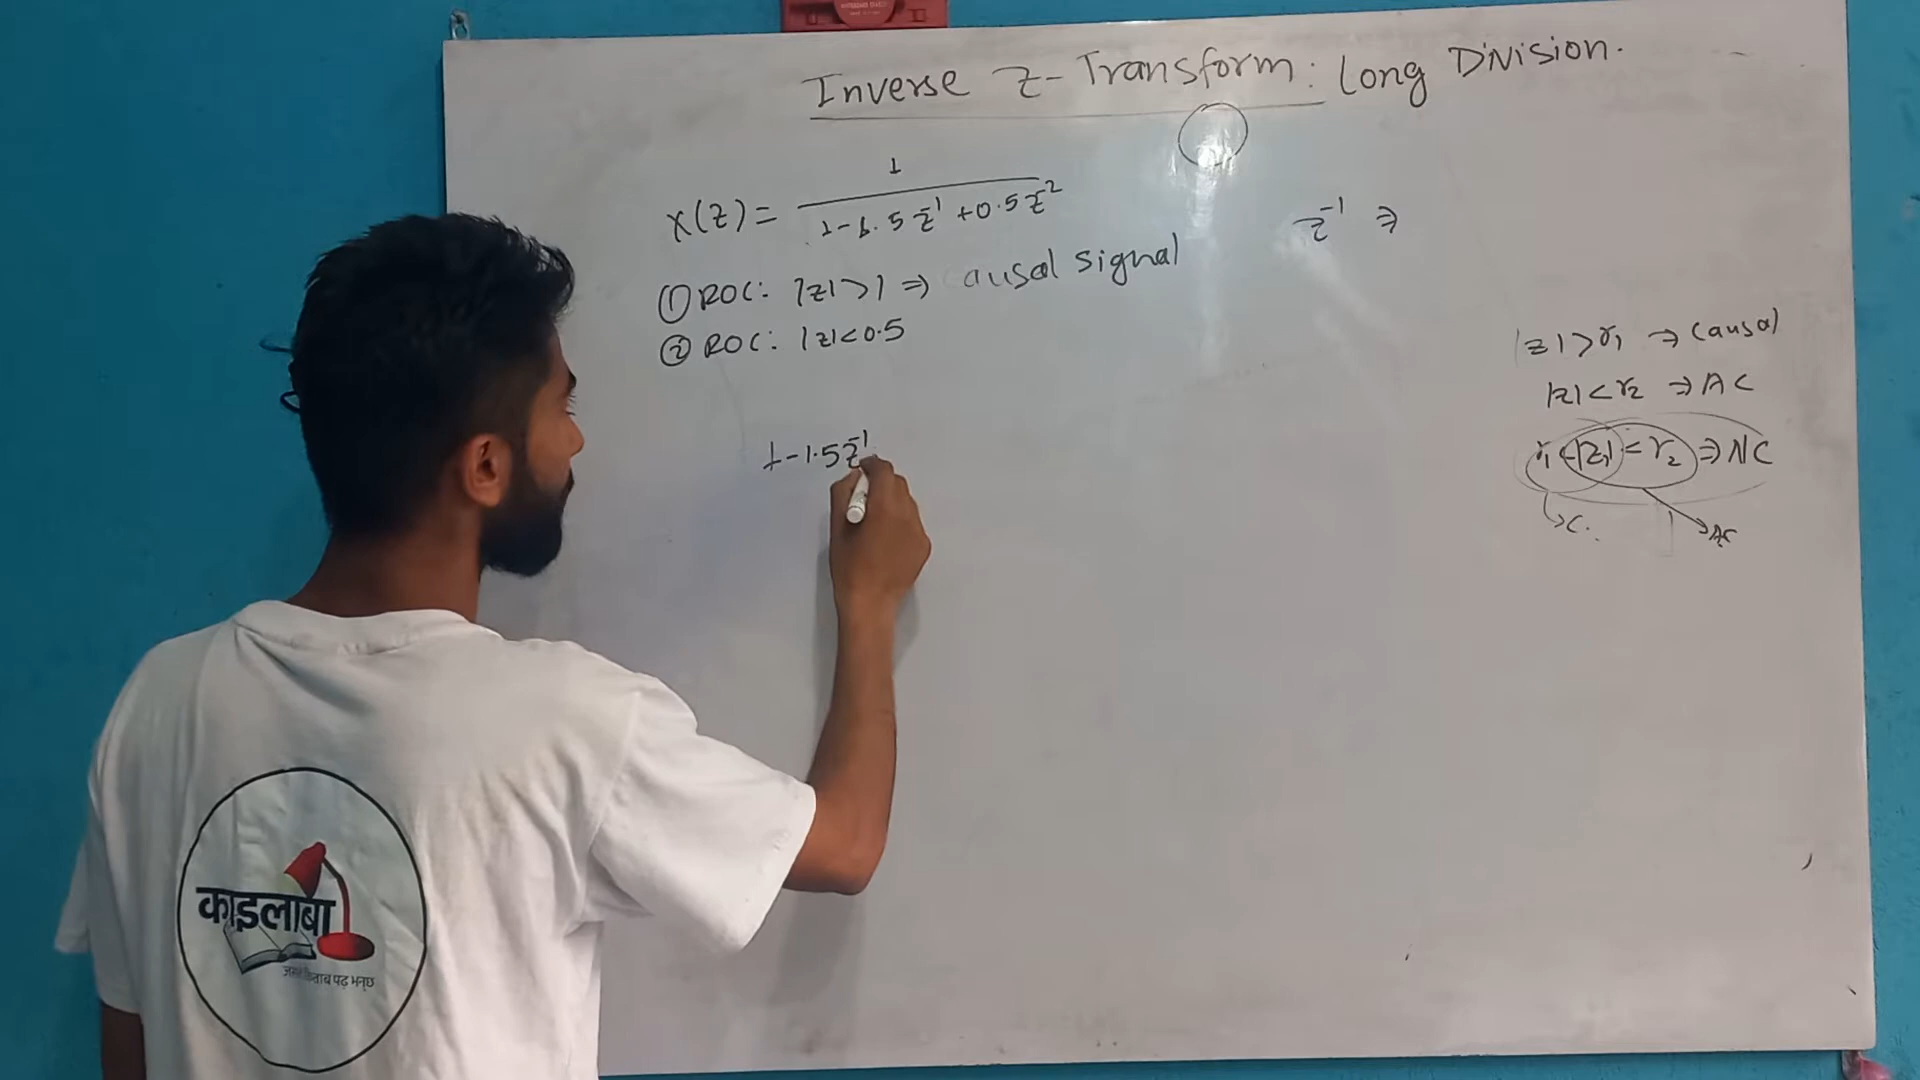 Inverse Z-Transform: Long Division.
1
X(z) = 1-1.5z⁻¹+0.5z⁻²
z⁻¹ ⇒
① ROC: |z|>1 ⇒ causal signal
② ROC: |z|<0.5
|z|>r₁ ⇒ causal
|z|<r₂ ⇒ AC
r₁<|z|<r₂ ⇒ NC
↳C.
AC
1-1.5z⁻¹
काइलाबा